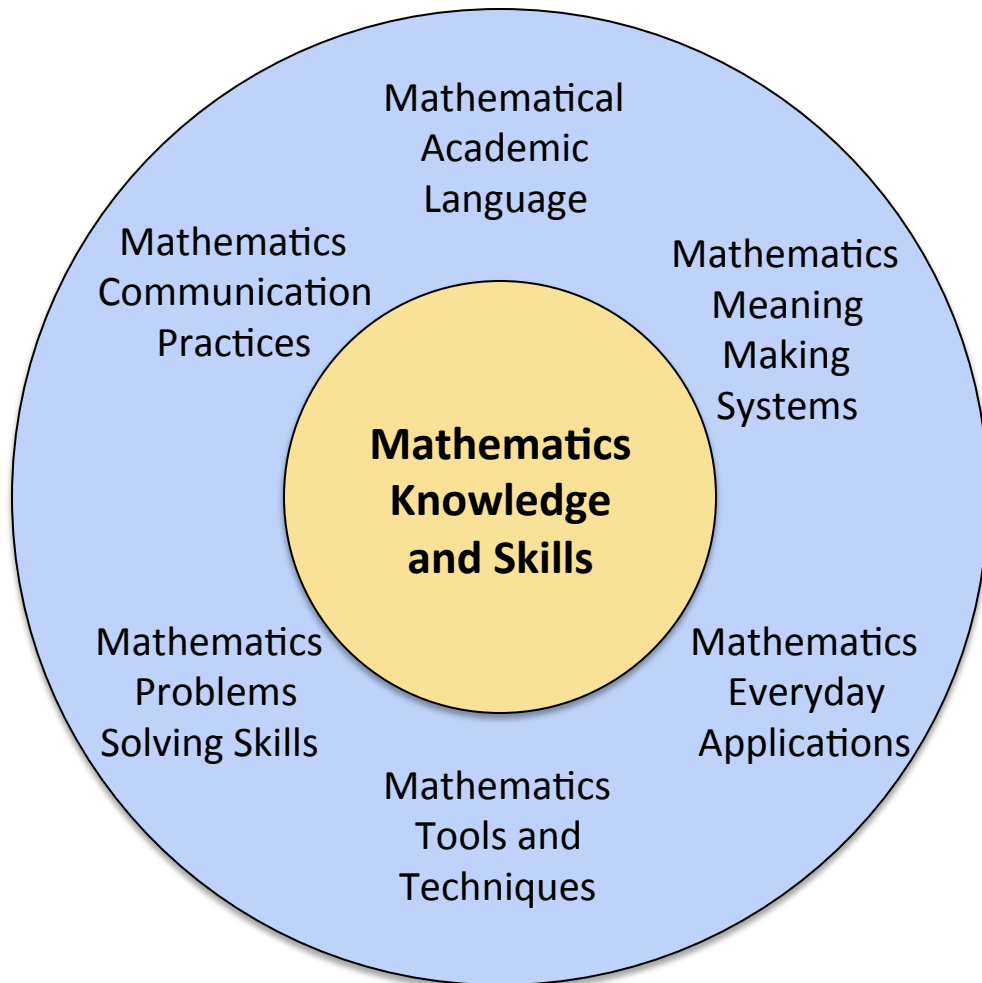 Mathematical
Academic
Language
Mathematics
Meaning
Making
Systems
Mathematics
Everyday
Applications
Mathematics
Tools and
Techniques
Mathematics
Problems
Solving Skills
Mathematics
Communication
Practices
Mathematics
Knowledge
and Skills